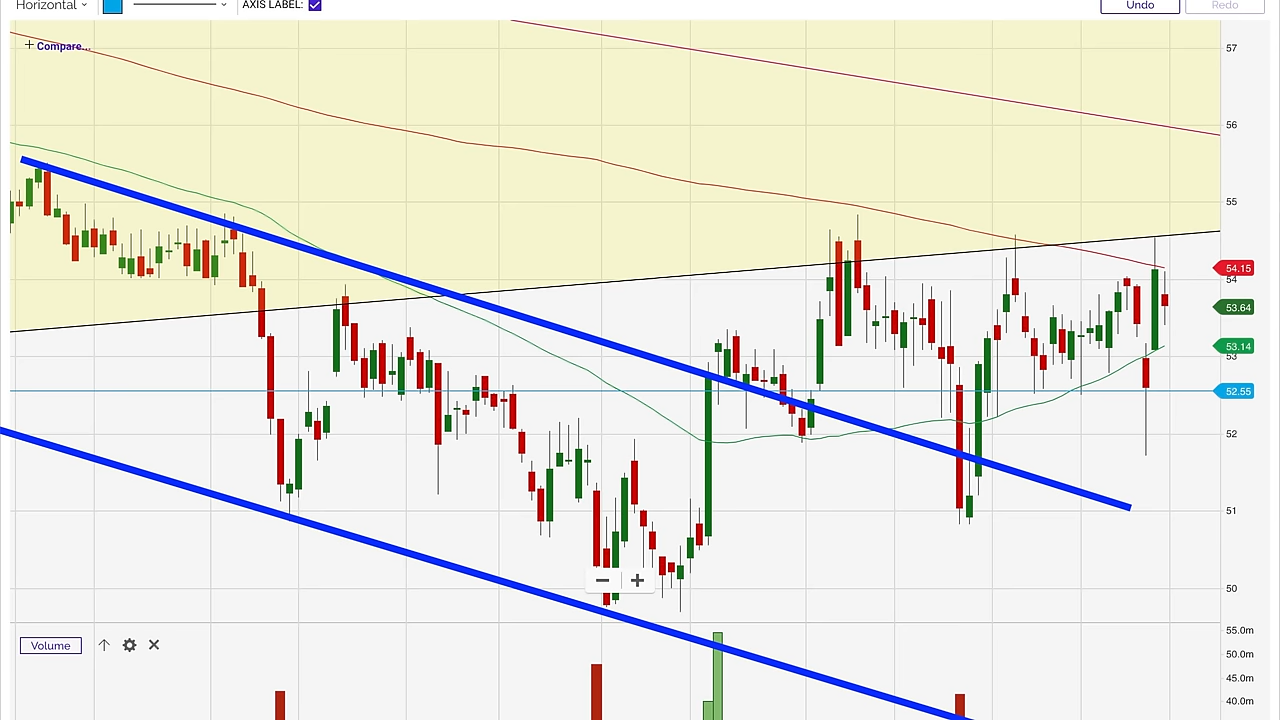 Horizontal
AXIS LABEL:
Undo
Redo
+ Compare...
57
56
55
54.15
54
53.64
53.14
53
52.55
52
51
50
Volume
55.0m
50.0m
45.0m
40.0m